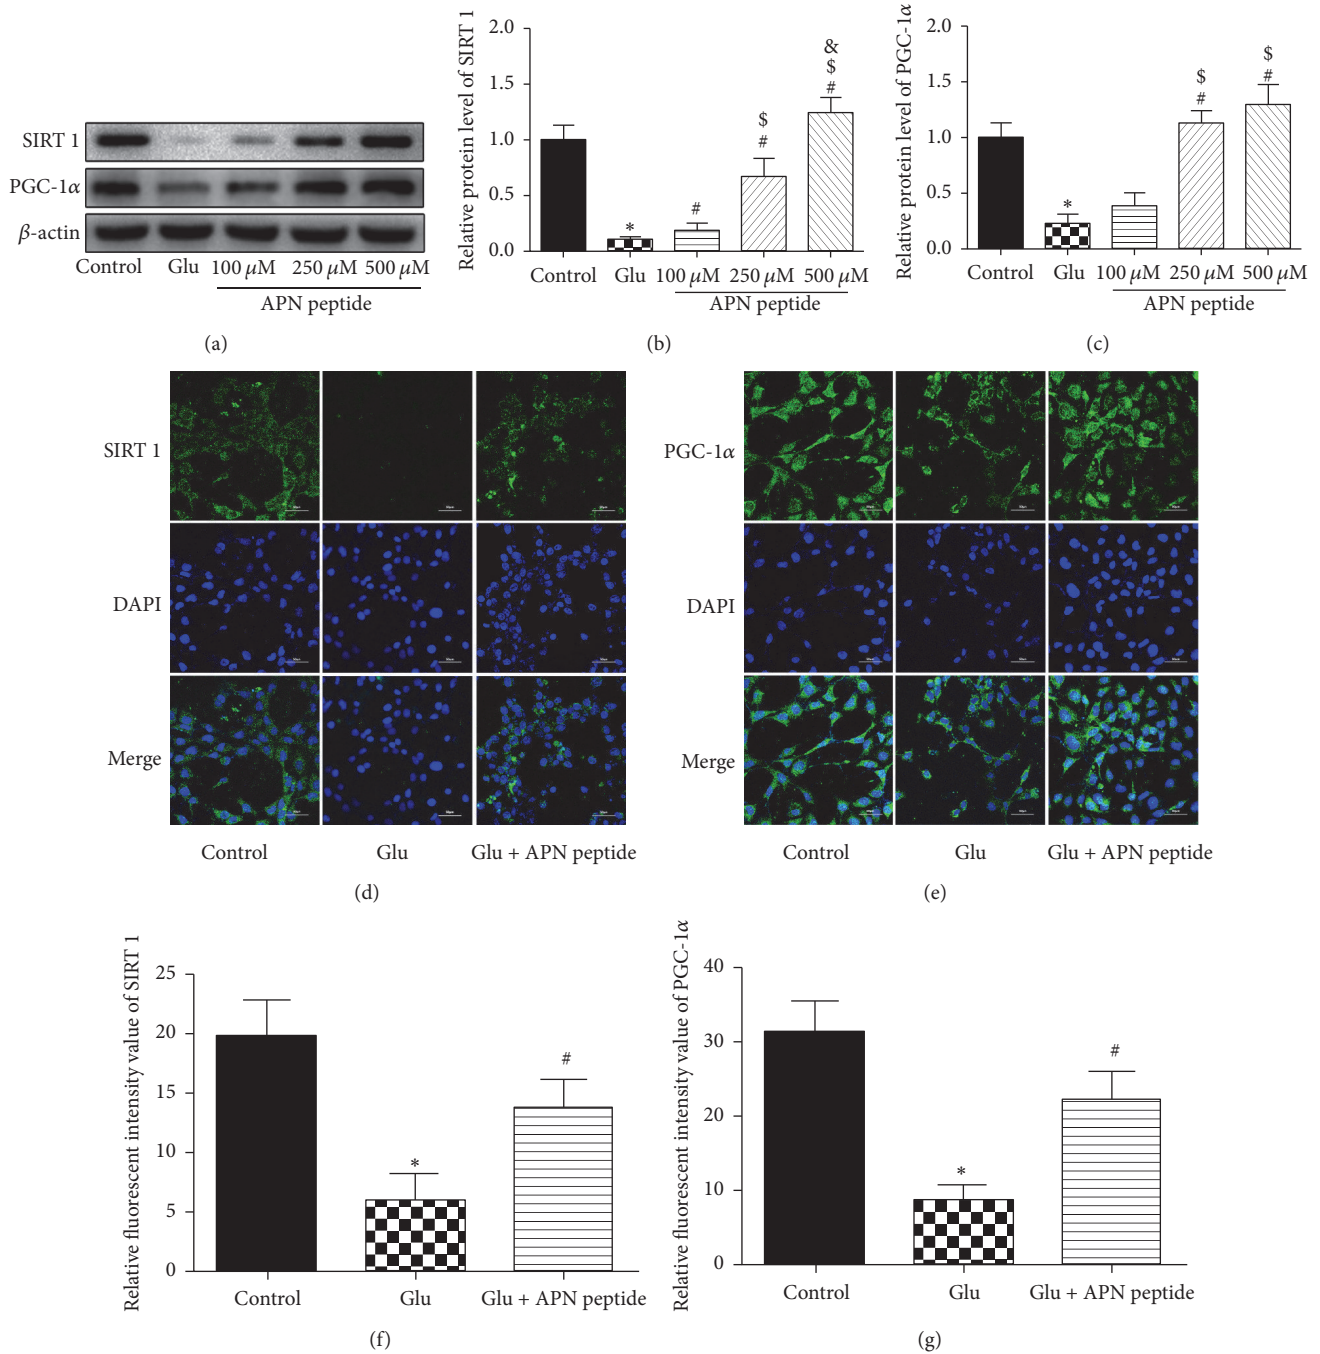 SIRT 1
PGC-1α
β-actin
Control Glu 100 μM 250 μM 500 μM
APN peptide
(a)
Relative protein level of SIRT 1
2.0
1.5
1.0
0.5
0.0
*
#
$
#
&
$
#
Control Glu 100 μM 250 μM 500 μM
APN peptide
(b)
Relative protein level of PGC-1α
2.0
1.5
1.0
0.5
0.0
*
$
#
$
#
Control Glu 100 μM 250 μM 500 μM
APN peptide
(c)
SIRT 1
DAPI
Merge
Control Glu Glu + APN peptide
(d)
PGC-1α
DAPI
Merge
Control Glu Glu + APN peptide
(e)
Relative fluorescent intensity value of SIRT 1
25
20
15
10
5
0
*
#
Control Glu Glu + APN peptide
(f)
Relative fluorescent intensity value of PGC-1α
40
30
20
10
0
*
#
Control Glu Glu + APN peptide
(g)